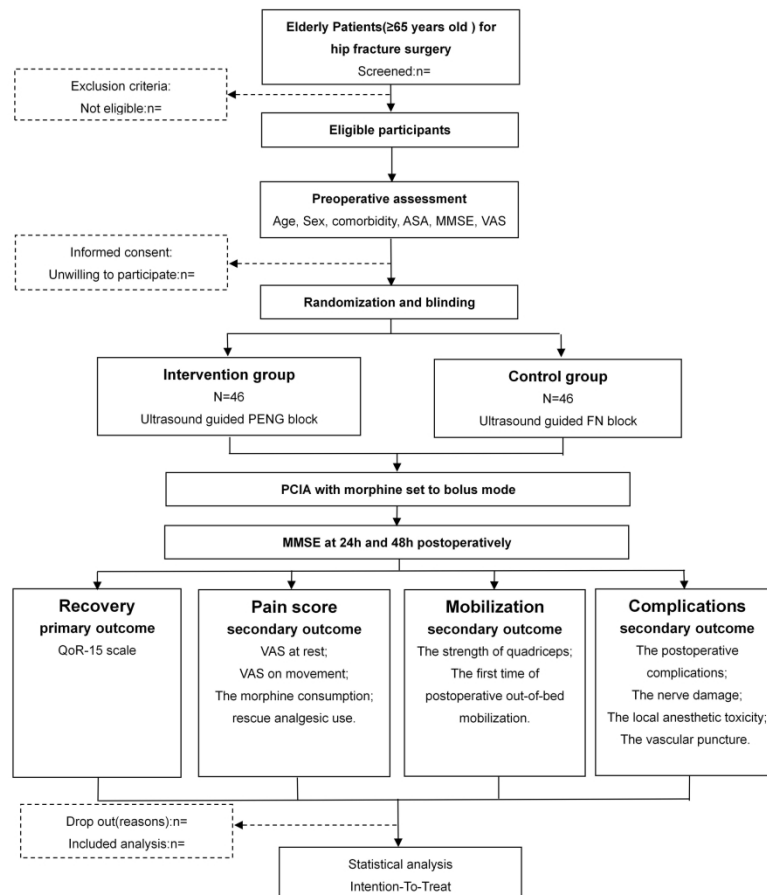 Elderly Patients(≥65 years old ) for
hip fracture surgery
Screened:n=
Exclusion criteria:
Not eligible:n=
Eligible participants
Preoperative assessment
Age, Sex, comorbidity, ASA, MMSE, VAS
Informed consent:
Unwilling to participate:n=
Randomization and blinding
Intervention group
N=46
Ultrasound guided PENG block
Control group
N=46
Ultrasound guided FN block
PCIA with morphine set to bolus mode
MMSE at 24h and 48h postoperatively
Recovery
primary outcome
QoR-15 scale
Pain score
secondary outcome
VAS at rest;
VAS on movement;
The morphine consumption;
rescue analgesic use.
Mobilization
secondary outcome
The strength of quadriceps;
The first time of
postoperative out-of-bed
mobilization.
Complications
secondary outcome
The postoperative
complications;
The nerve damage;
The local anesthetic toxicity;
The vascular puncture.
Drop out(reasons):n=
Included analysis:n=
Statistical analysis
Intention-To-Treat